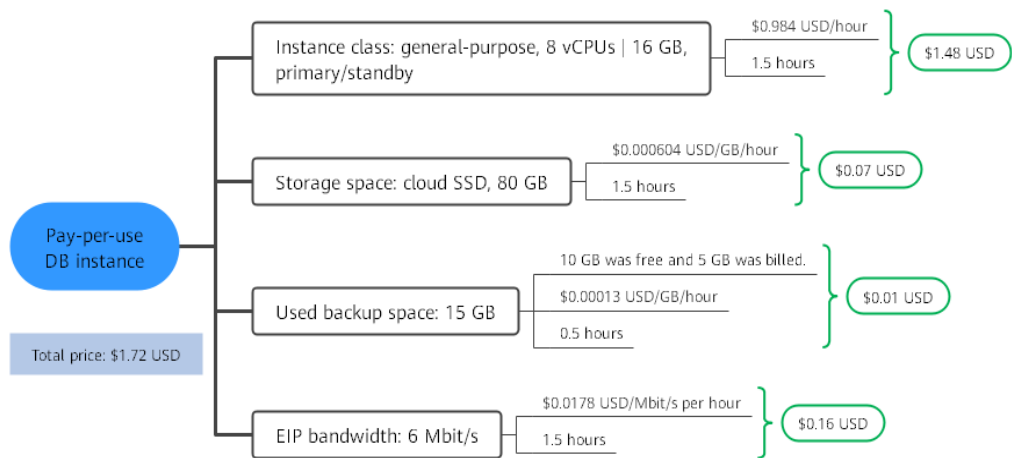 Pay-per-use
DB instance
Total price: $1.72 USD
Instance class: general-purpose, 8 vCPUs | 16 GB,
primary/standby
$0.984 USD/hour
1.5 hours
$1.48 USD
Storage space: cloud SSD, 80 GB
$0.000604 USD/GB/hour
1.5 hours
$0.07 USD
Used backup space: 15 GB
10 GB was free and 5 GB was billed.
$0.00013 USD/GB/hour
0.5 hours
$0.01 USD
EIP bandwidth: 6 Mbit/s
$0.0178 USD/Mbit/s per hour
1.5 hours
$0.16 USD